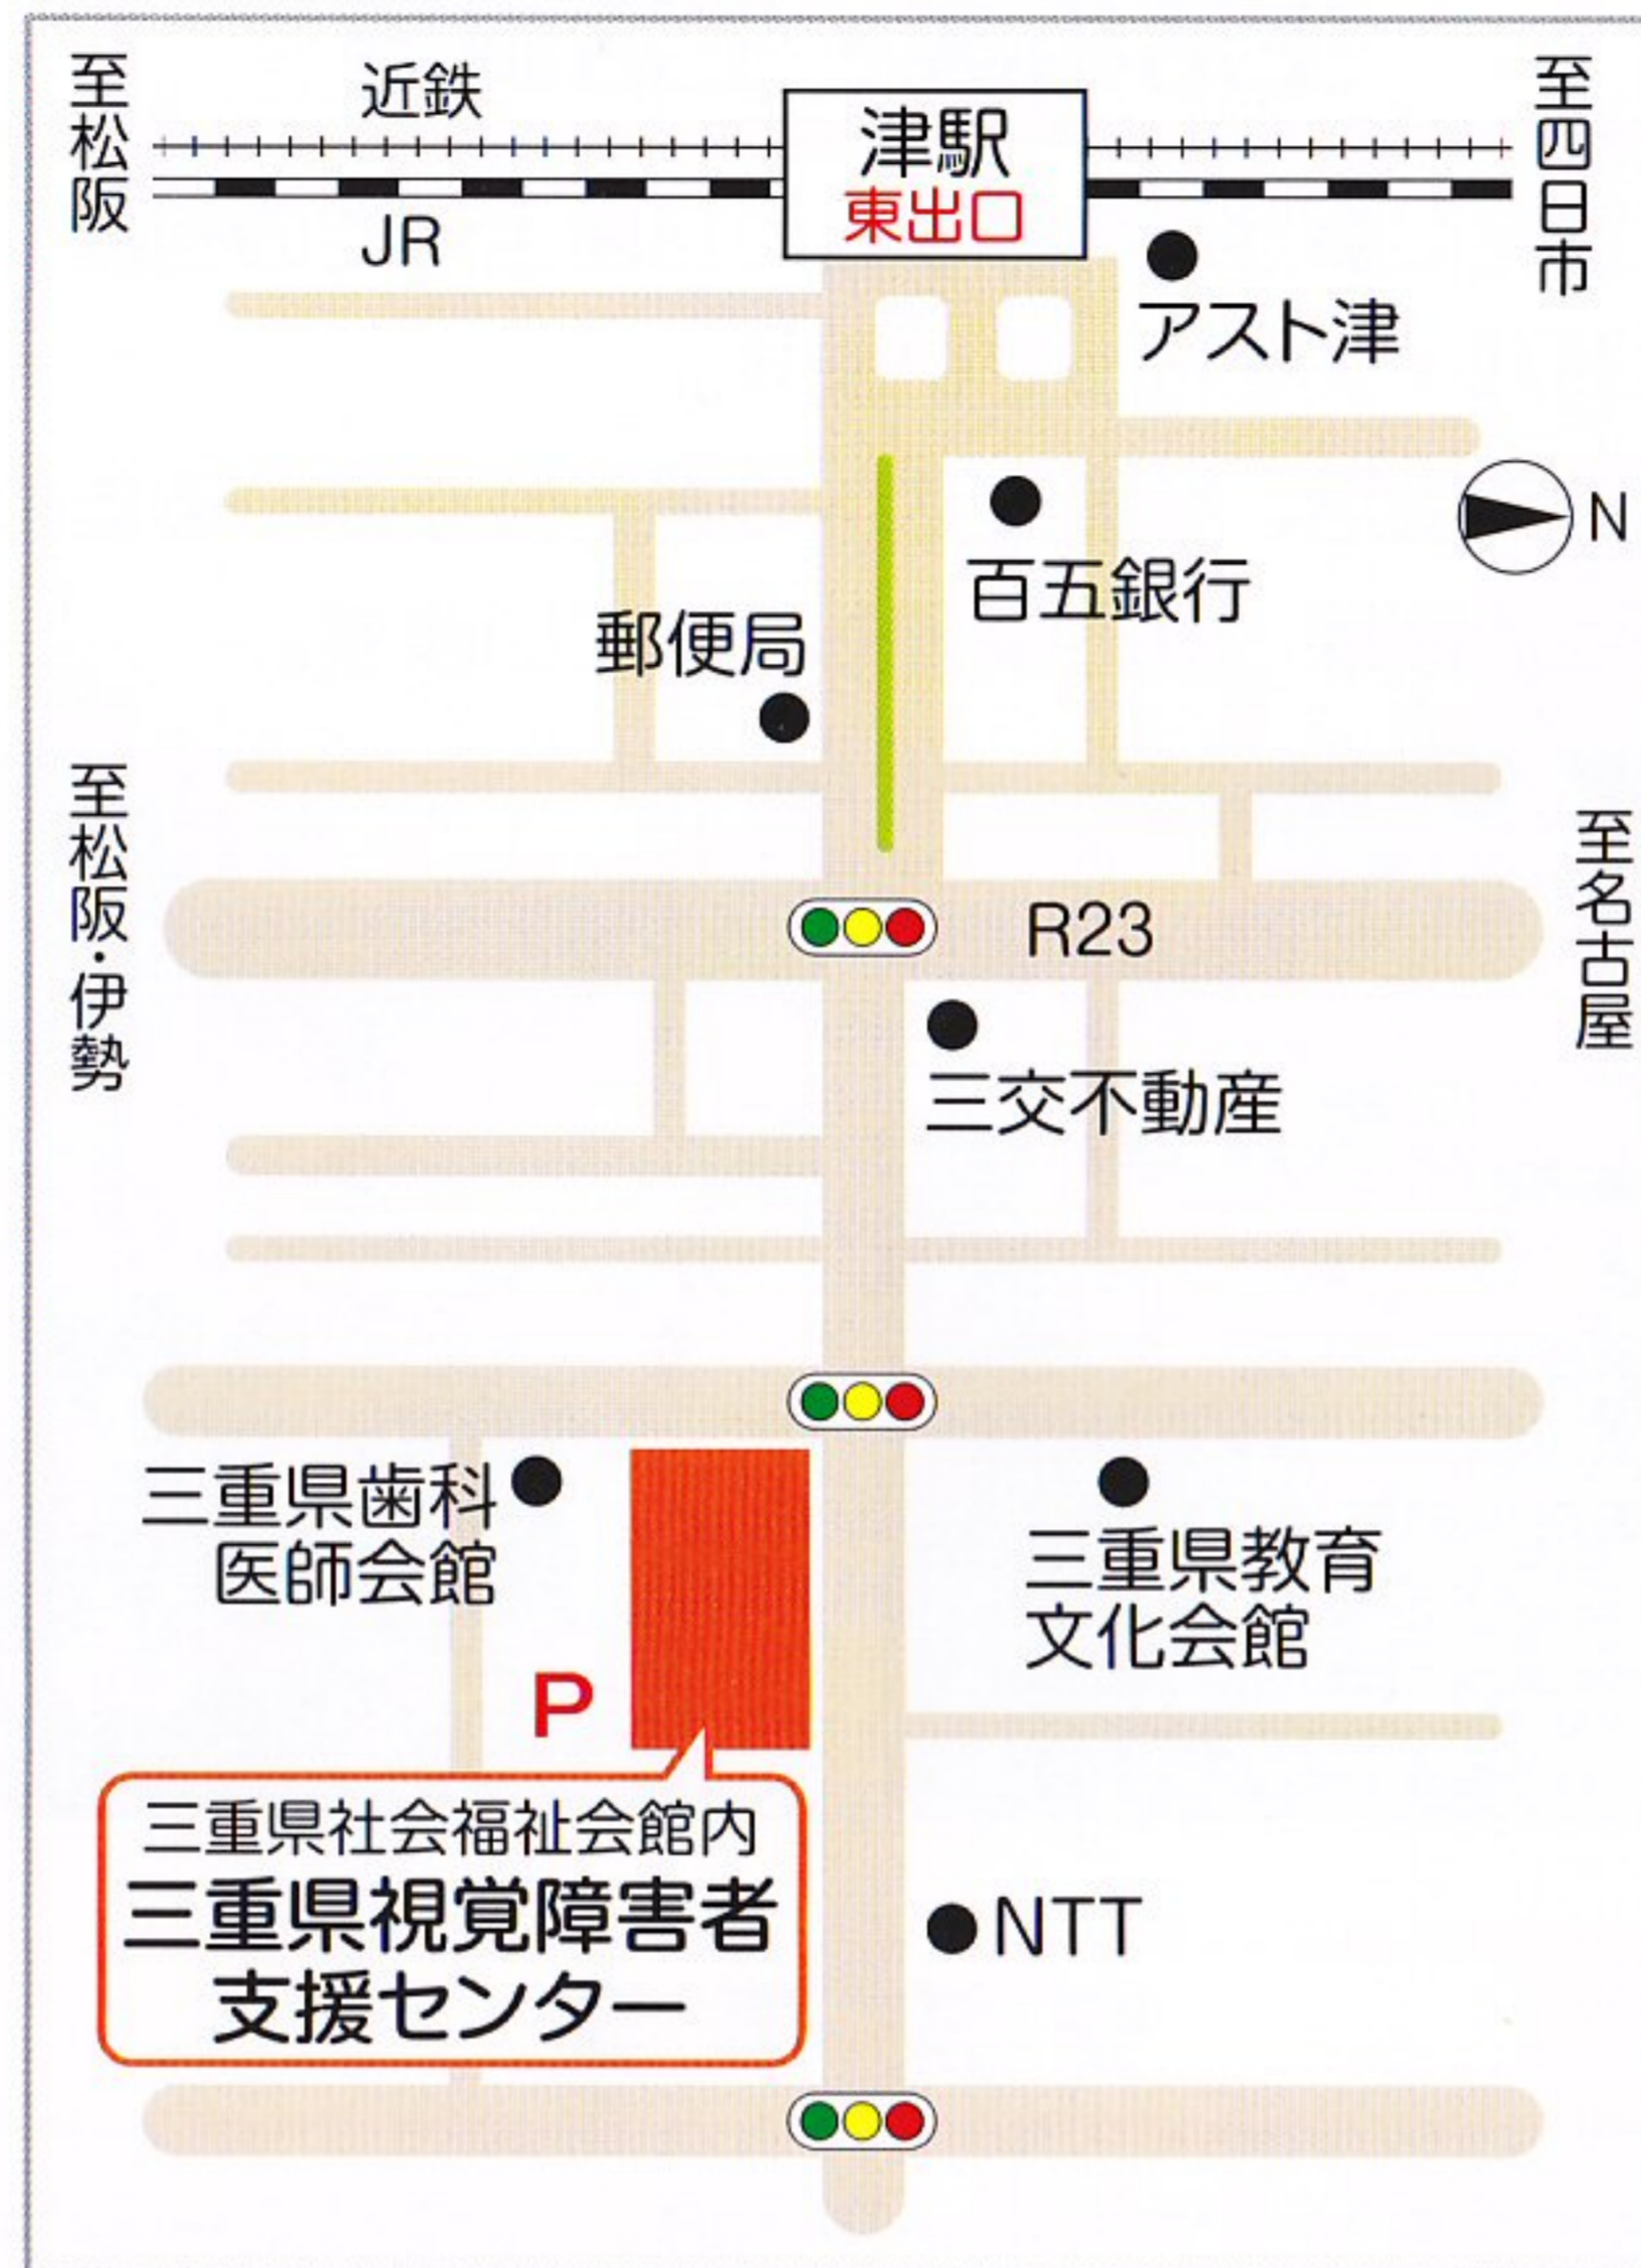 至松阪
近鉄
津駅
東出口
至四日市
JR
アスト津
N
百五銀行
郵便局
至松阪・伊勢
至名古屋
R23
三交不動産
三重県歯科
医師会館
三重県教育
文化会館
P
三重県社会福祉会館内
三重県視覚障害者
支援センター
NTT